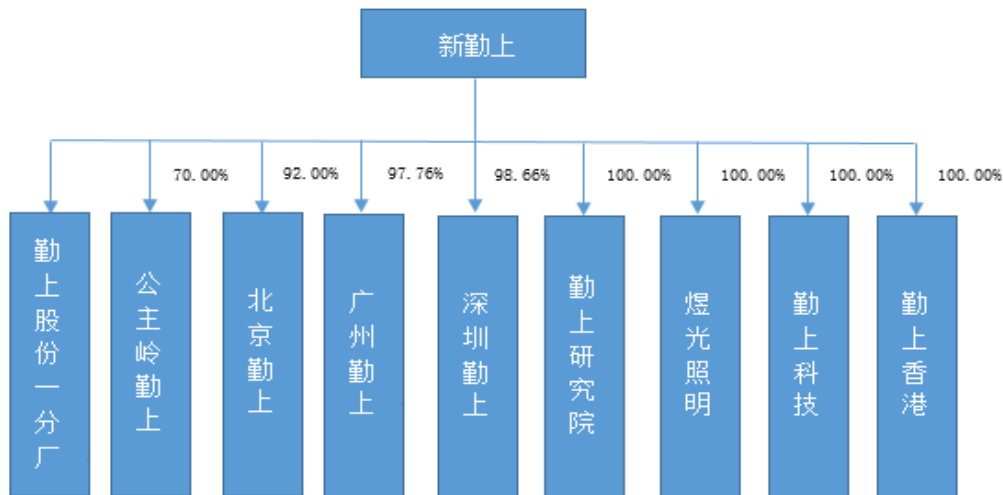 新勤上
70.00% 92.00% 97.76% 98.66% 100.00% 100.00% 100.00% 100.00%
勤上股份一分厂
公主岭勤上
北京勤上
广州勤上
深圳勤上
勤上研究院
煜光照明
勤上科技
勤上香港